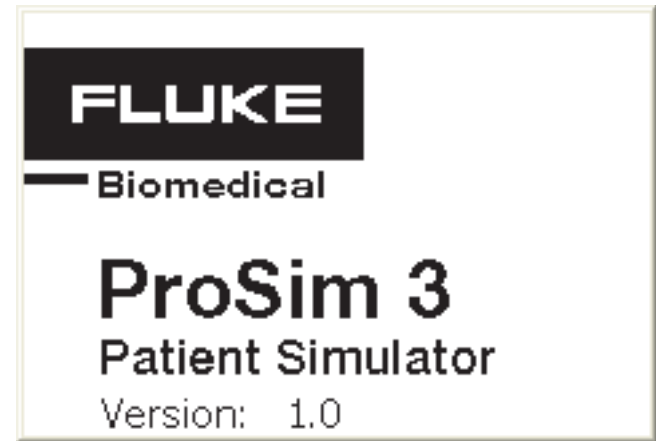 FLUKE
Biomedical
ProSim 3
Patient Simulator
Version: 1.0